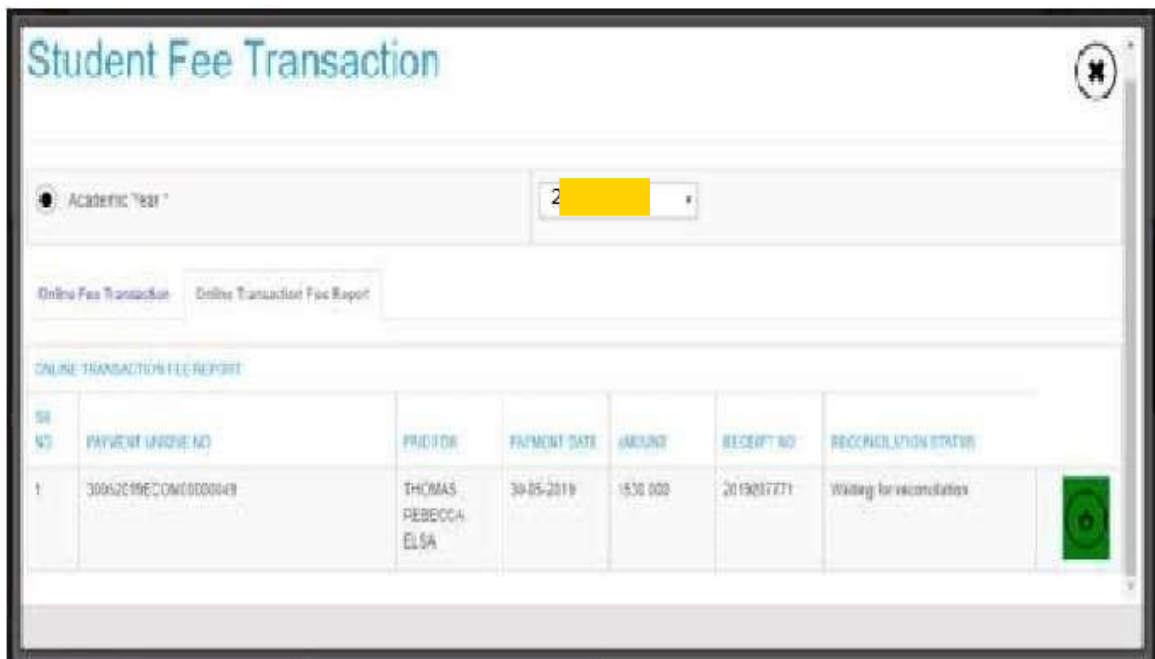 Student Fee Transaction
Academic Year *
2
Online Fee Transaction Online Transaction Fee Report
ONLINE TRANSACTION FEE REPORT
SR NO PAYMENT UNIQUE NO PAID FOR PAYMENT DATE AMOUNT RECEIPT NO RECONCILIATION STATUS
1 THOMAS REBECCA ELSA 30-05-2019 Waiting for reconciliation